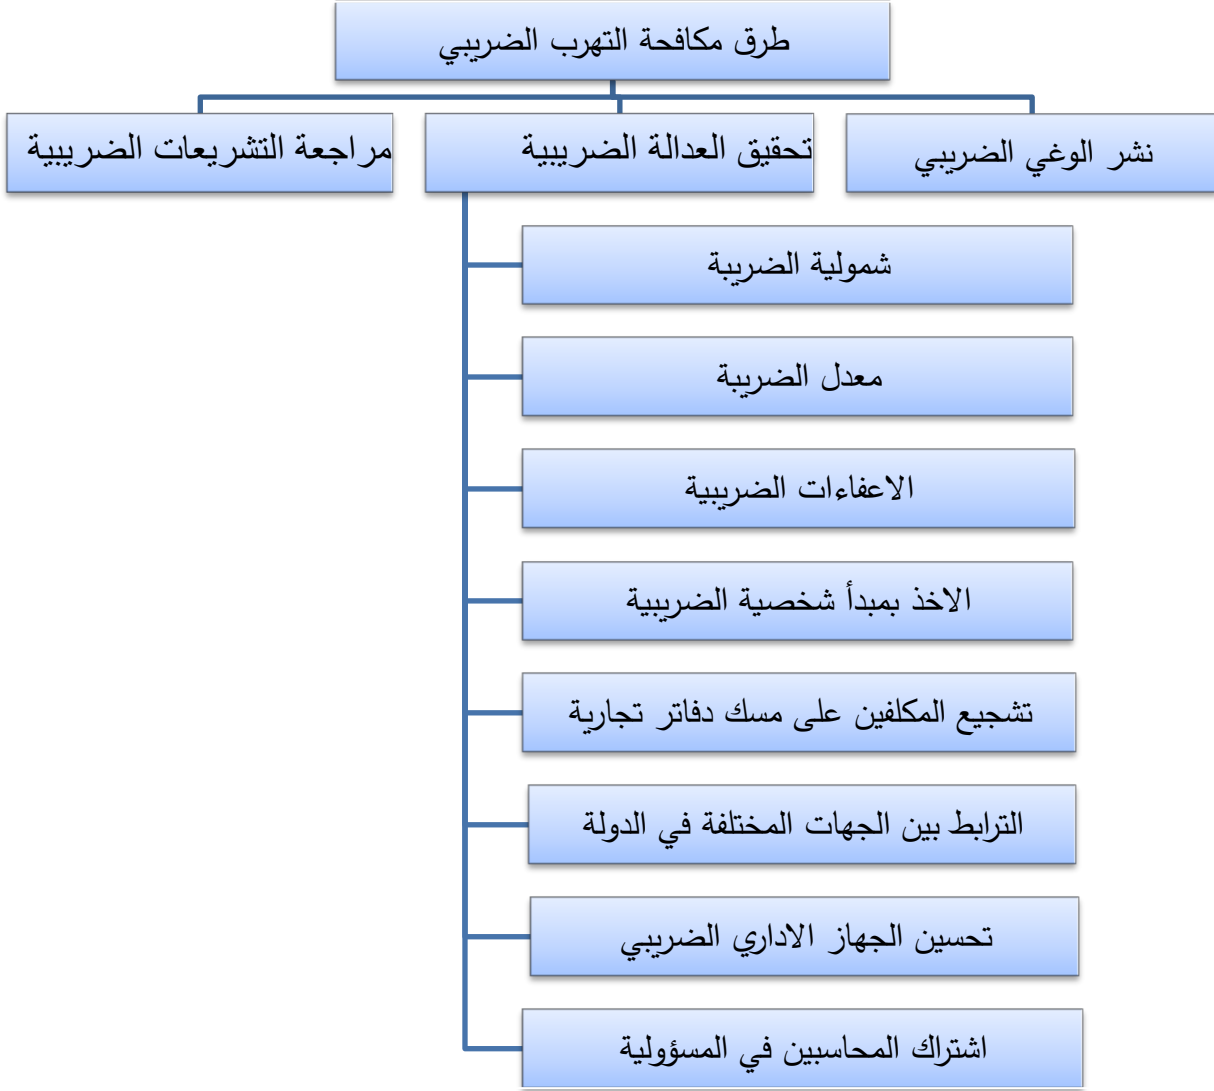 طرق مكافحة التهرب الضريبي
نشر الوغي الضريبي
تحقيق العدالة الضريبية
مراجعة التشريعات الضريبية
شمولية الضريبة
معدل الضريبة
الاعفاءات الضريبية
الاخذ بمبدأ شخصية الضريبية
تشجيع المكلفين على مسك دفاتر تجارية
الترابط بين الجهات المختلفة في الدولة
تحسين الجهاز الاداري الضريبي
اشتراك المحاسبين في المسؤولية